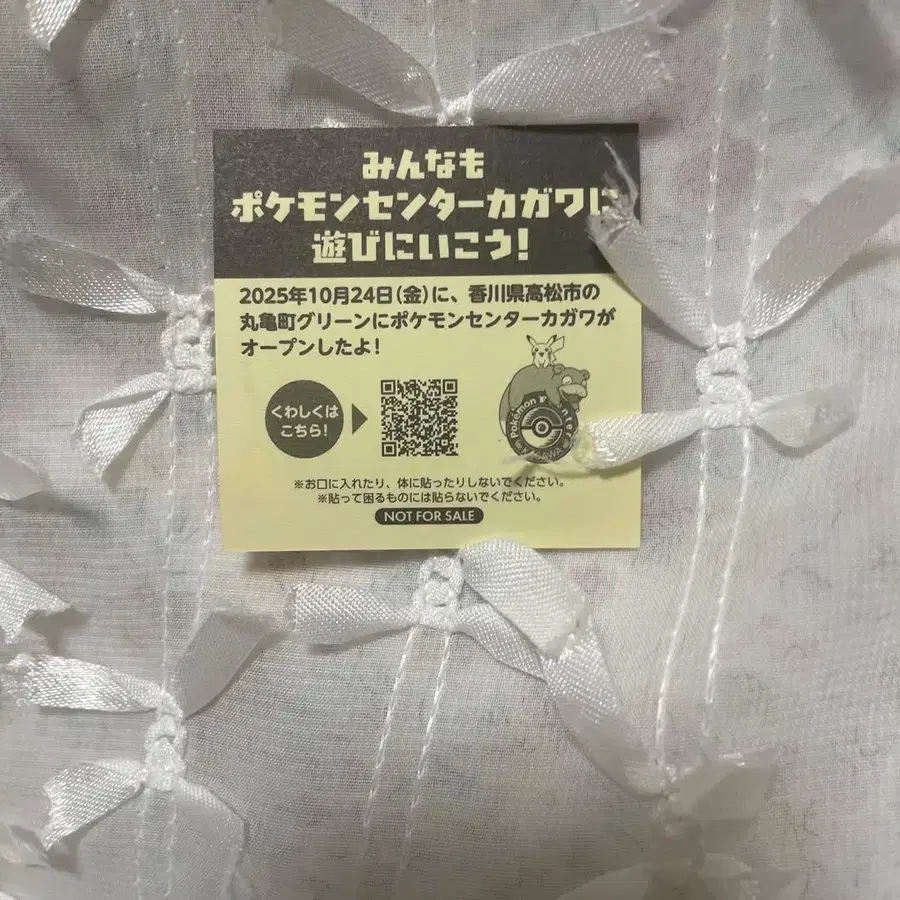 みんなも
ポケモンセンターカガワに
遊びにいこう!
2025年10月24日(金)に、香川県高松市の
丸亀町グリーンにポケモンセンターカガワが
オープンしたよ!
くわしくは
こちら!
Pokémon Center
KAGAWA
※お口に入れたり、体に貼ったりしないでください。
※貼って困るものには貼らないでください。
NOT FOR SALE